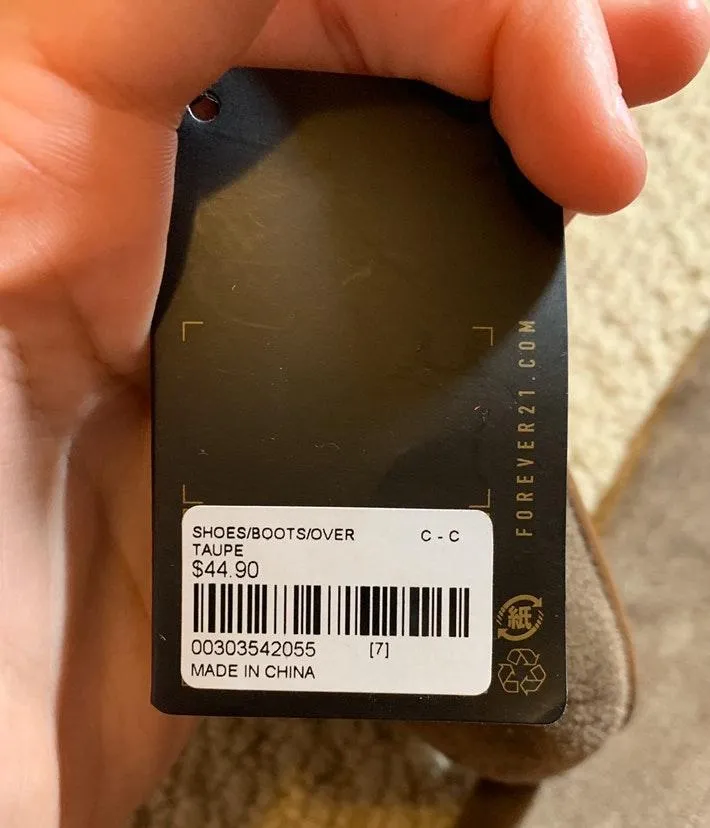 FOREVER21.COM
SHOES/BOOTS/OVER C - C
TAUPE
$44.90
00303542055 [7]
MADE IN CHINA
紙